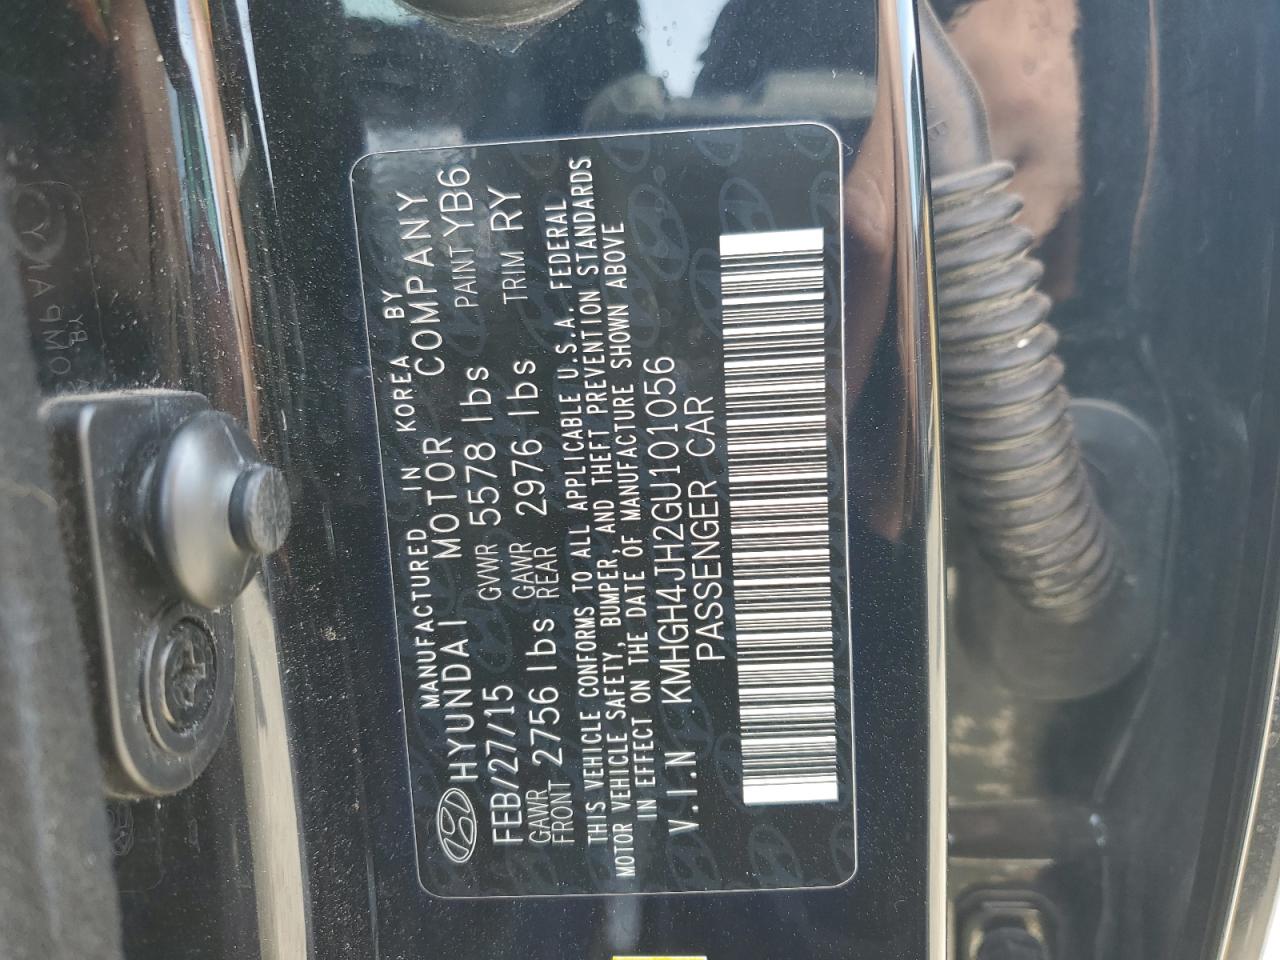 MANUFACTURED IN KOREA BY
HYUNDAI MOTOR COMPANY
FEB/27/15 GVWR 5578 lbs PAINT YB6
GAWR FRONT 2756 lbs GAWR REAR 2976 lbs TRIM RY
THIS VEHICLE CONFORMS TO ALL APPLICABLE U.S.A. FEDERAL
MOTOR VEHICLE SAFETY, BUMPER, AND THEFT PREVENTION STANDARDS
IN EFFECT ON THE DATE OF MANUFACTURE SHOWN ABOVE
V.I.N KMHGH4JH2GU101056
PASSENGER CAR